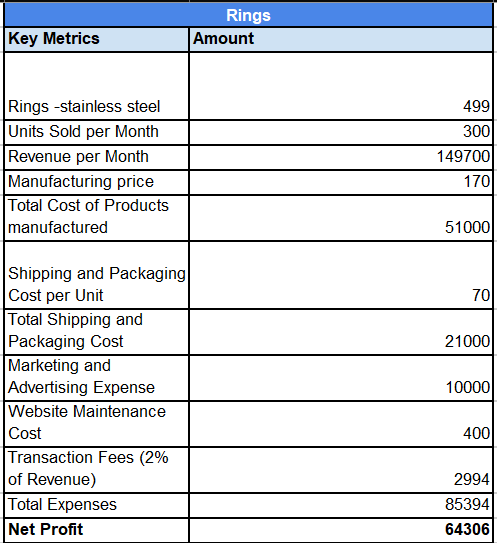 Rings
Key Metrics Amount
Rings -stainless steel 499
Units Sold per Month 300
Revenue per Month 149700
Manufacturing price 170
Total Cost of Products
manufactured 51000
Shipping and Packaging
Cost per Unit 70
Total Shipping and
Packaging Cost 21000
Marketing and
Advertising Expense 10000
Website Maintenance
Cost 400
Transaction Fees (2%
of Revenue) 2994
Total Expenses 85394
Net Profit 64306